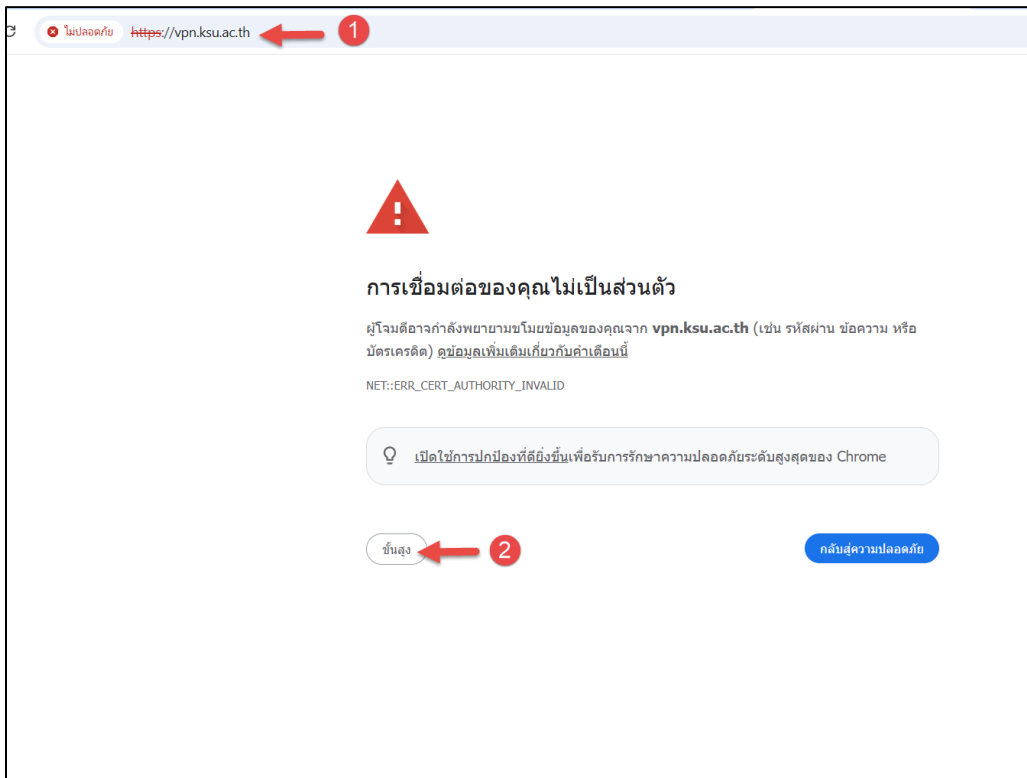 ไม่ปลอดภัย https://vpn.ksu.ac.th 1
การเชื่อมต่อของคุณไม่เป็นส่วนตัว
ผู้โจมตีอาจกำลังพยายามขโมยข้อมูลของคุณจาก vpn.ksu.ac.th (เช่น รหัสผ่าน ข้อความ หรือ
บัตรเครดิต) ดูข้อมูลเพิ่มเติมเกี่ยวกับคำเตือนนี้
NET::ERR_CERT_AUTHORITY_INVALID
เปิดใช้การปกป้องที่ดียิ่งขึ้นเพื่อรับการรักษาความปลอดภัยระดับสูงสุดของ Chrome
ขั้นสูง 2 กลับสู่ความปลอดภัย